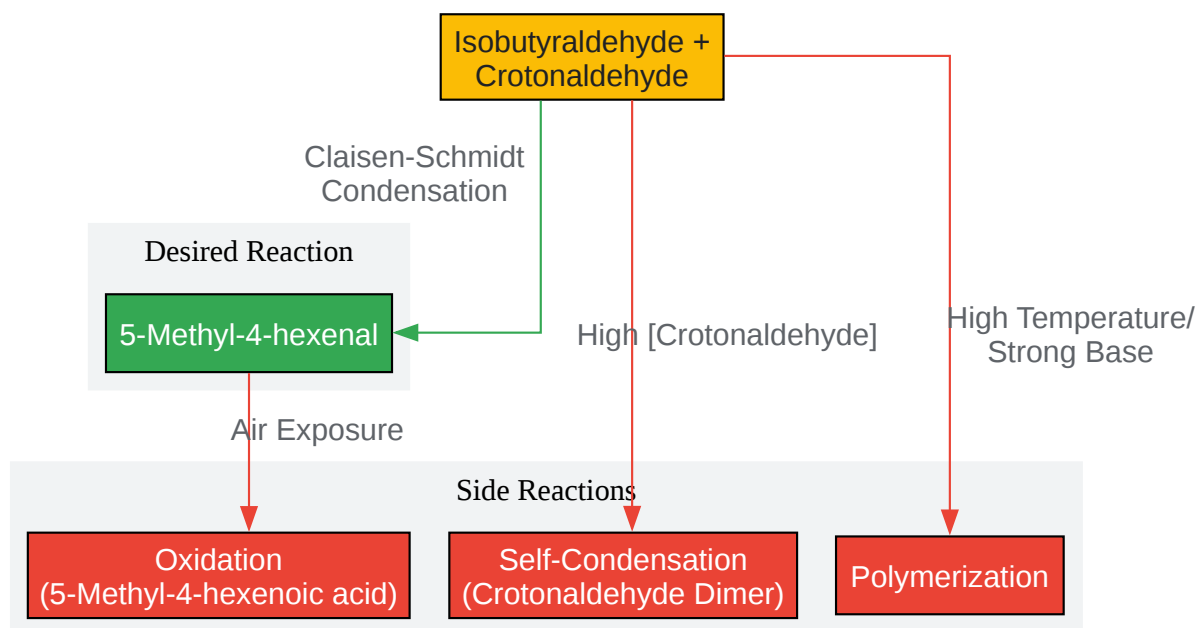 Isobutyraldehyde +
Crotonaldehyde
Claisen-Schmidt
Condensation
Desired Reaction
5-Methyl-4-hexenal
High [Crotonaldehyde]
High Temperature/
Strong Base
Air Exposure
Side Reactions
Oxidation
(5-Methyl-4-hexenoic acid)
Self-Condensation
(Crotonaldehyde Dimer)
Polymerization